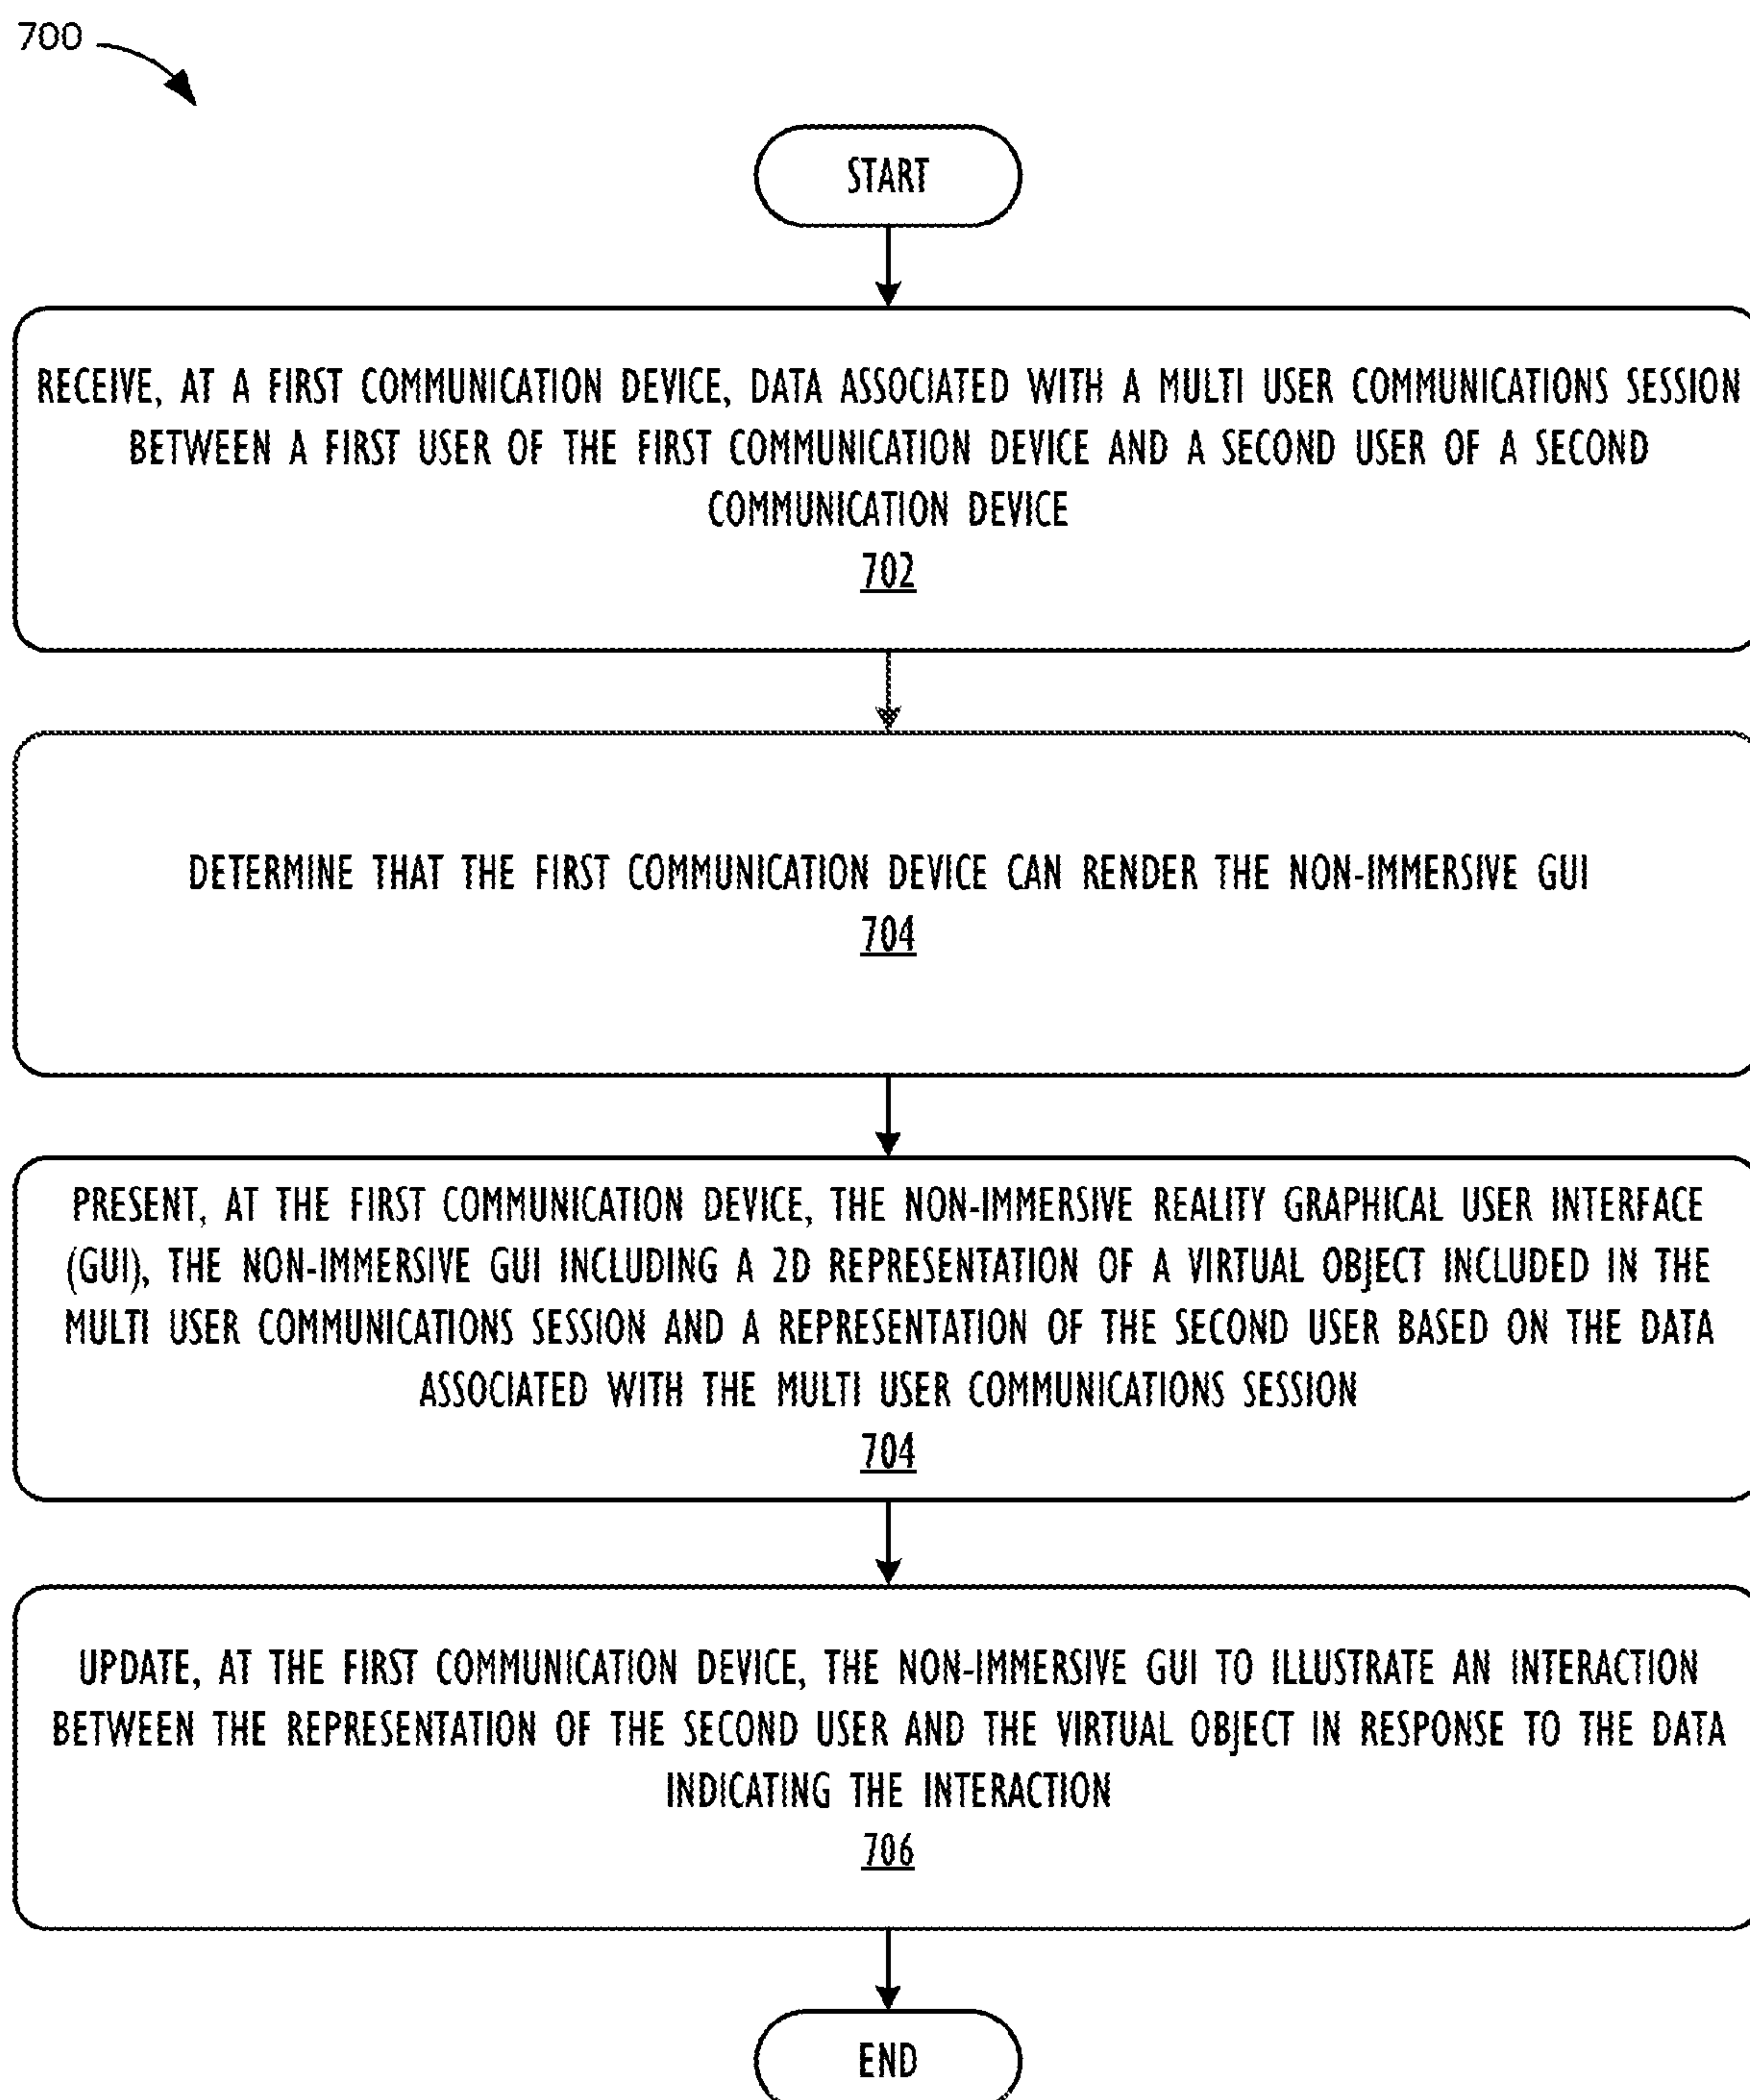 700
START
RECEIVE, AT A FIRST COMMUNICATION DEVICE, DATA ASSOCIATED WITH A MULTI USER COMMUNICATIONS SESSION
BETWEEN A FIRST USER OF THE FIRST COMMUNICATION DEVICE AND A SECOND USER OF A SECOND
COMMUNICATION DEVICE
702
DETERMINE THAT THE FIRST COMMUNICATION DEVICE CAN RENDER THE NON-IMMERSIVE GUI
704
PRESENT, AT THE FIRST COMMUNICATION DEVICE, THE NON-IMMERSIVE REALITY GRAPHICAL USER INTERFACE
(GUI), THE NON-IMMERSIVE GUI INCLUDING A 2D REPRESENTATION OF A VIRTUAL OBJECT INCLUDED IN THE
MULTI USER COMMUNICATIONS SESSION AND A REPRESENTATION OF THE SECOND USER BASED ON THE DATA
ASSOCIATED WITH THE MULTI USER COMMUNICATIONS SESSION
704
UPDATE, AT THE FIRST COMMUNICATION DEVICE, THE NON-IMMERSIVE GUI TO ILLUSTRATE AN INTERACTION
BETWEEN THE REPRESENTATION OF THE SECOND USER AND THE VIRTUAL OBJECT IN RESPONSE TO THE DATA
INDICATING THE INTERACTION
706
END